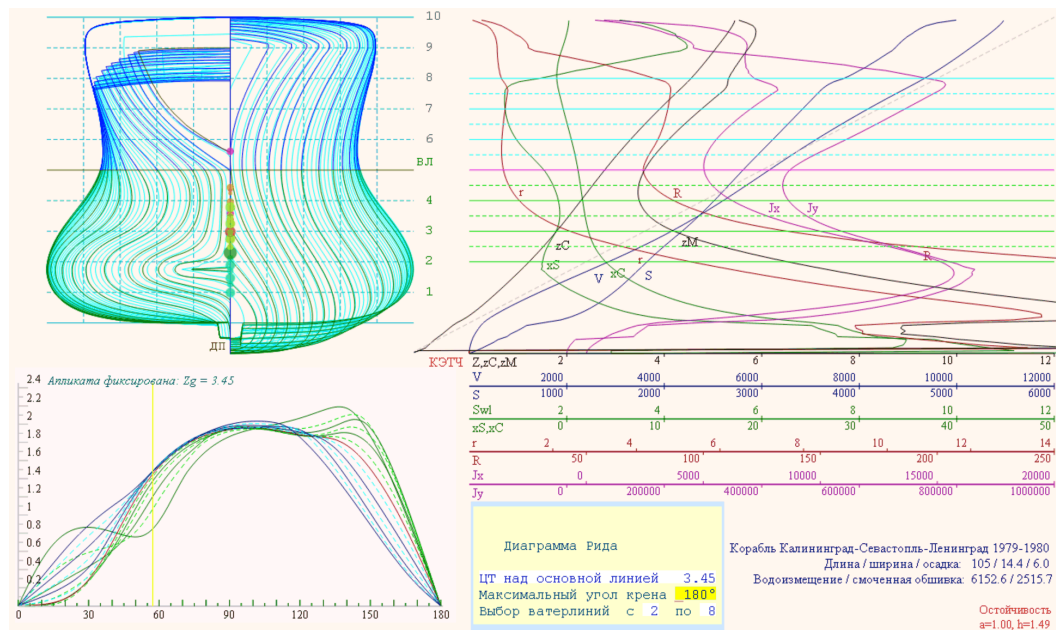 10
9
8
7
6
ВЛ
4
3
2
1
ДП
r
R
Jx
Jy
zC
zM
xS
xC
V
S
r
R
КЭТЧ
Z,zC,zM
2
4
6
8
10
12
V
2000
4000
6000
8000
10000
12000
S
1000
2000
3000
4000
5000
6000
Swl
2
4
6
8
10
12
xS,xC
0
10
20
30
40
50
r
2
4
6
8
10
12
14
R
50
100
150
200
250
Jx
0
5000
10000
15000
20000
Jy
0
200000
400000
600000
800000
1000000
Аппликата фиксирована: Zg = 3.45
2.4
2.2
2
1.8
1.6
1.4
1.2
1
0.8
0.6
0.4
0.2
0
30
60
90
120
150
180
Диаграмма Рида
ЦТ над основной линией 3.45
Максимальный угол крена _180°
Выбор ватерлиний с 2 по 8
Корабль Калининград-Севастопль-Ленинград 1979-1980
Длина / ширина / осадка: 105 / 14.4 / 6.0
Водоизмещение / смоченная обшивка: 6152.6 / 2515.7
Остойчивость
a=1.00, h=1.49